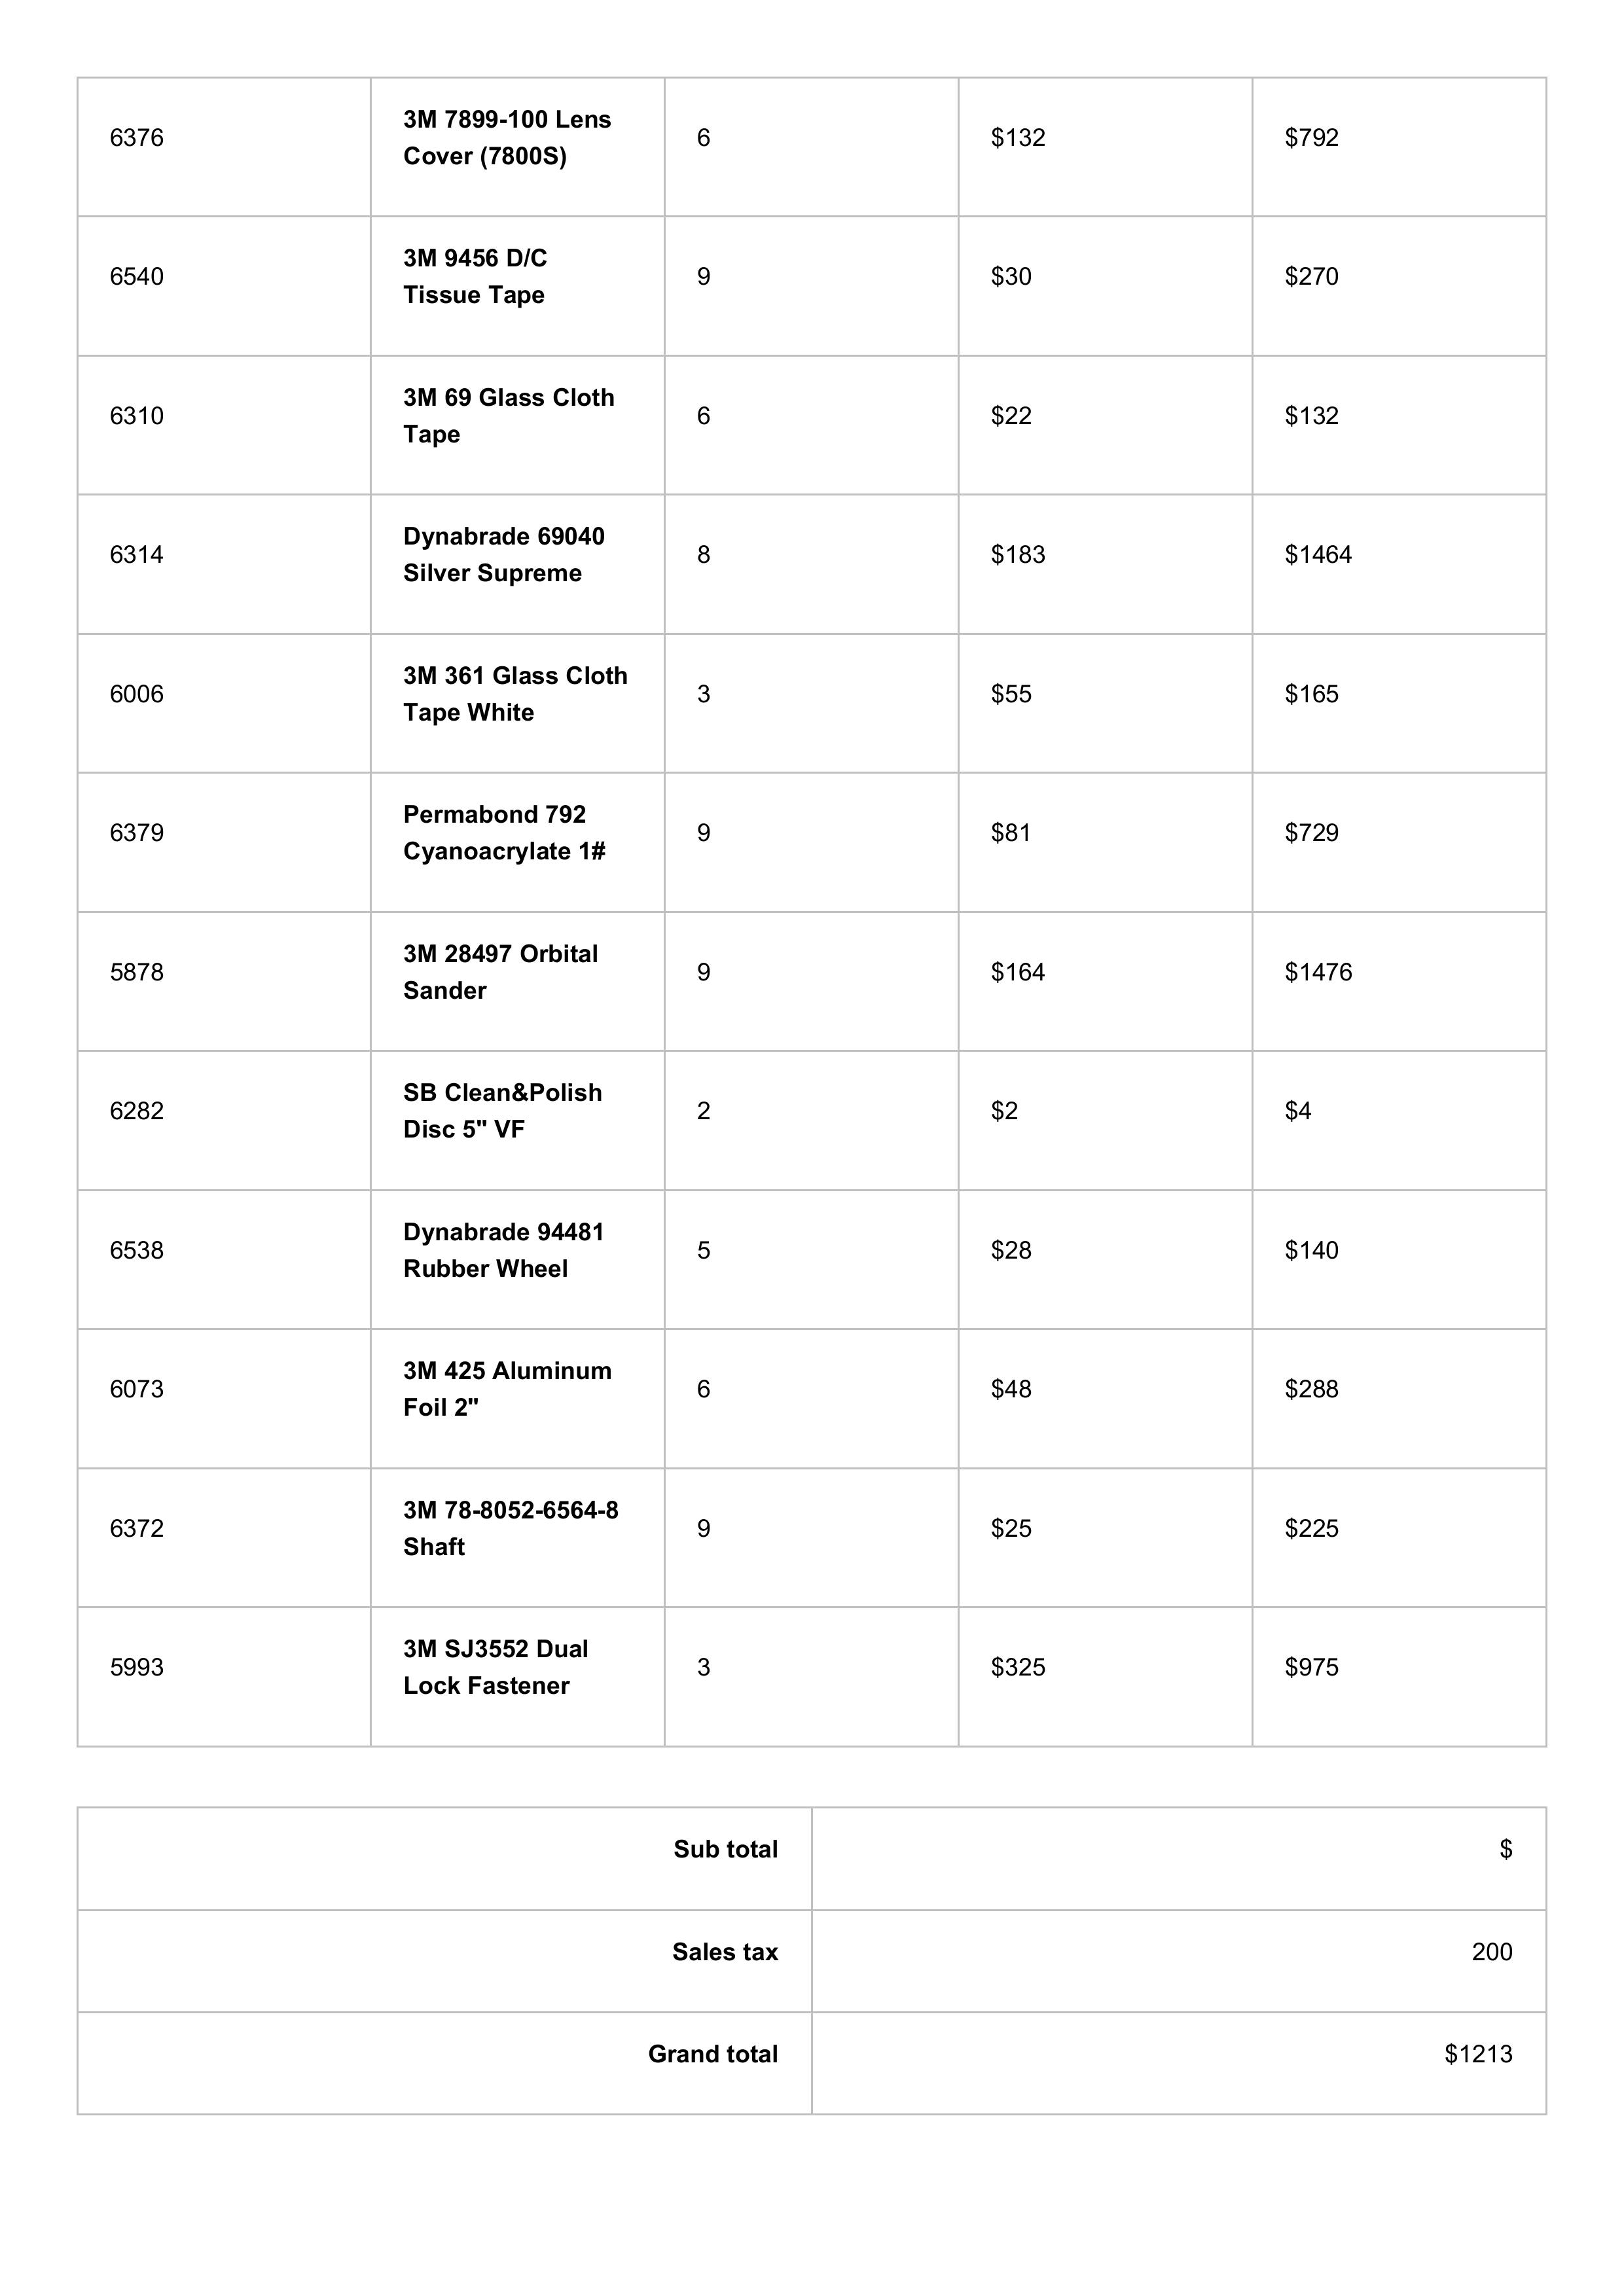 6376 3M 7899-100 Lens Cover (7800S) 6 $132 $792
6540 3M 9456 D/C Tissue Tape 9 $30 $270
6310 3M 69 Glass Cloth Tape 6 $22 $132
6314 Dynabrade 69040 Silver Supreme 8 $183 $1464
6006 3M 361 Glass Cloth Tape White 3 $55 $165
6379 Permabond 792 Cyanoacrylate 1# 9 $81 $729
5878 3M 28497 Orbital Sander 9 $164 $1476
6282 SB Clean&Polish Disc 5" VF 2 $2 $4
6538 Dynabrade 94481 Rubber Wheel 5 $28 $140
6073 3M 425 Aluminum Foil 2" 6 $48 $288
6372 3M 78-8052-6564-8 Shaft 9 $25 $225
5993 3M SJ3552 Dual Lock Fastener 3 $325 $975
Sub total $
Sales tax 200
Grand total $1213